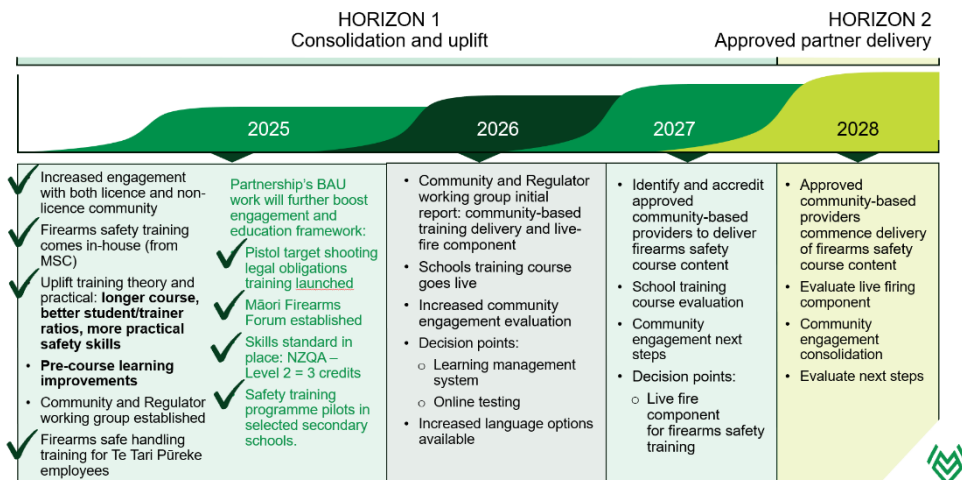 HORIZON 1
Consolidation and uplift
HORIZON 2
Approved partner delivery
2025
2026
2027
2028
Increased engagement
with both licence and non-
licence community
Firearms safety training
comes in-house (from
MSC)
Uplift training theory and
practical: longer course,
better student/trainer
ratios, more practical
safety skills
• Pre-course learning
improvements
• Community and Regulator
working group established
Firearms safe handling
training for Te Tari Pūreke
employees
Partnership's BAU
work will further boost
engagement and
education framework:
Pistol target shooting
legal obligations
training launched
Māori Firearms
Forum established
Skills standard in
place: NZQA –
Level 2 = 3 credits
Safety training
programme pilots in
selected secondary
schools.
• Community and Regulator
working group initial
report: community-based
training delivery and live-
fire component
• Schools training course
goes live
• Increased community
engagement evaluation
• Decision points:
o Learning management
system
o Online testing
• Increased language options
available
• Identify and accredit
approved
community-based
providers to deliver
firearms safety
course content
• School training
course evaluation
• Community
engagement next
steps
• Decision points:
o Live fire
component
for firearms safety
training
• Approved
community-based
providers
commence delivery
of firearms safety
course content
• Evaluate live firing
component
• Community
engagement
consolidation
• Evaluate next steps